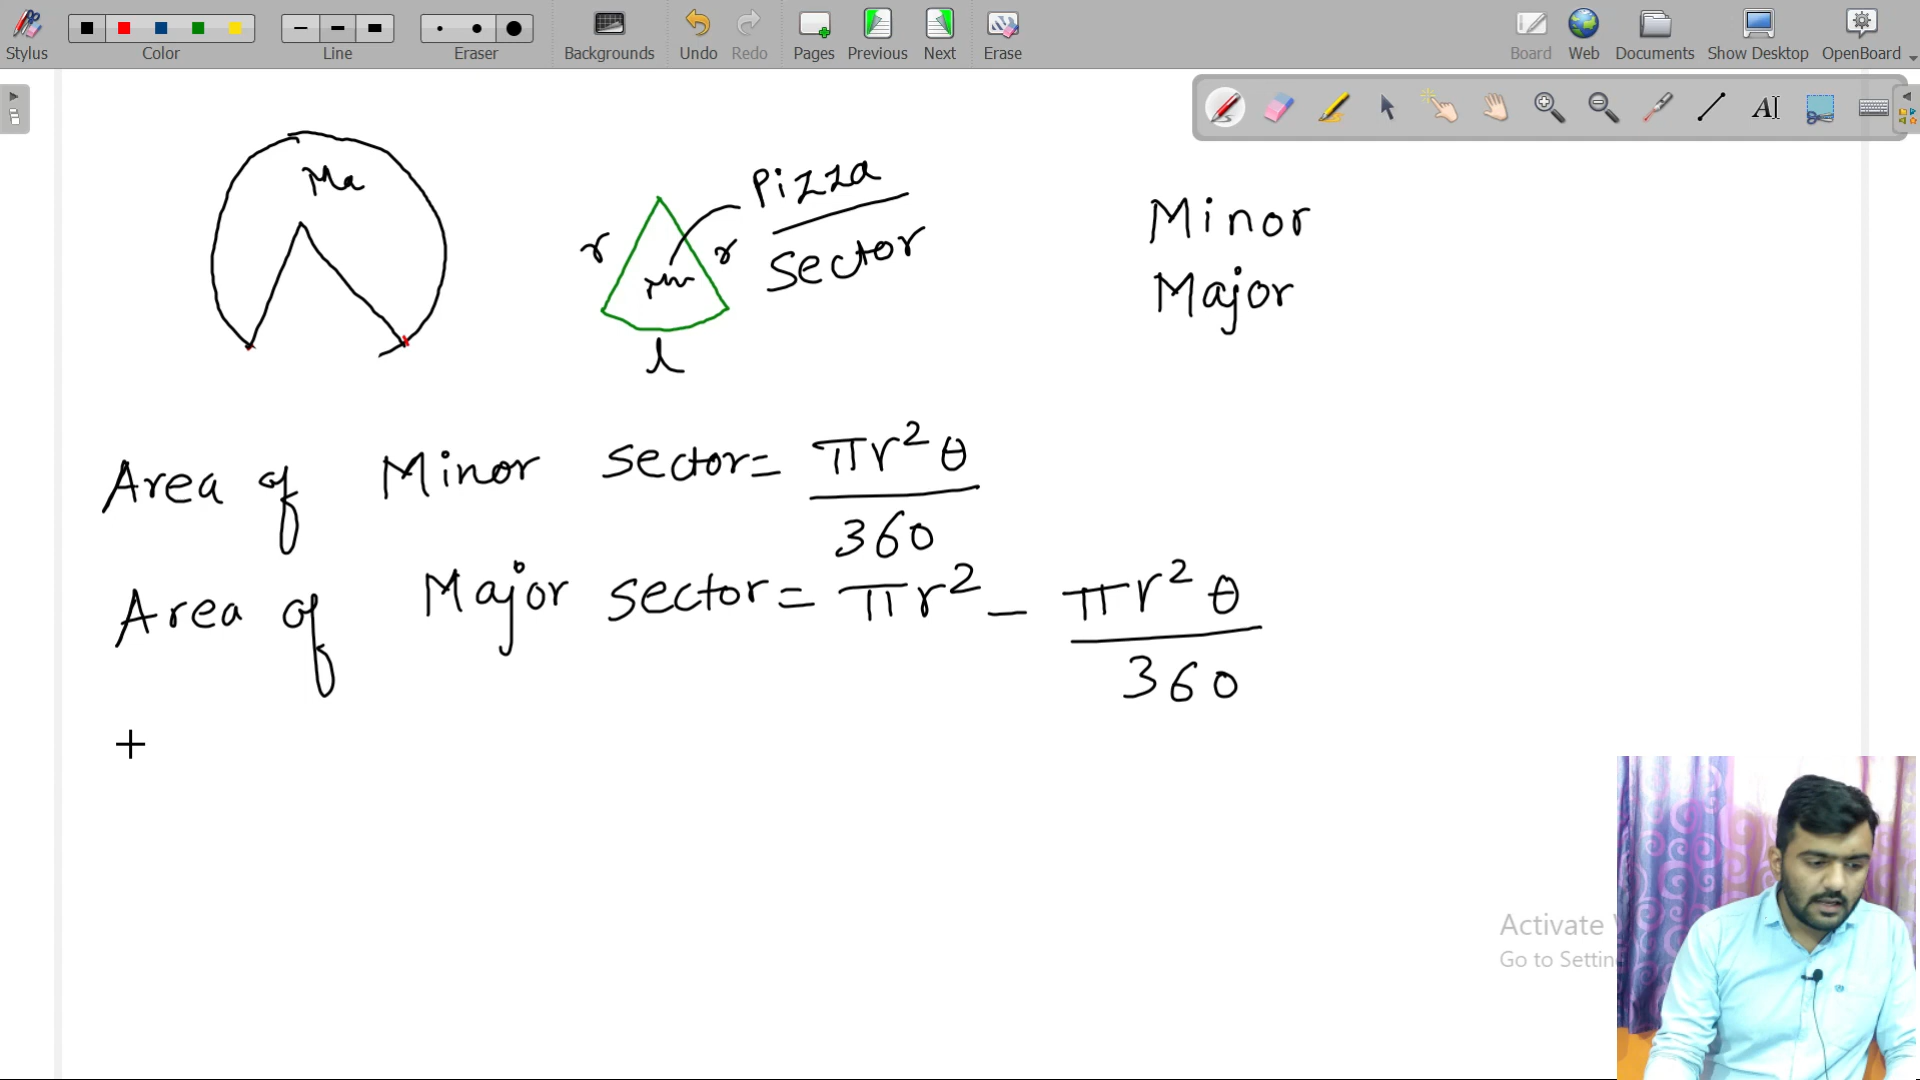 Stylus
Color
Line
Eraser
Backgrounds
Undo
Redo
Pages
Previous
Next
Erase
Board
Web
Documents
Show Desktop
OpenBoard
Ma
Pizza
Sector
r
r
l
Minor
Major
Area of Minor sector = πr²θ / 360
Area of Major sector = πr² - πr²θ / 360
Activate
Go to Settin